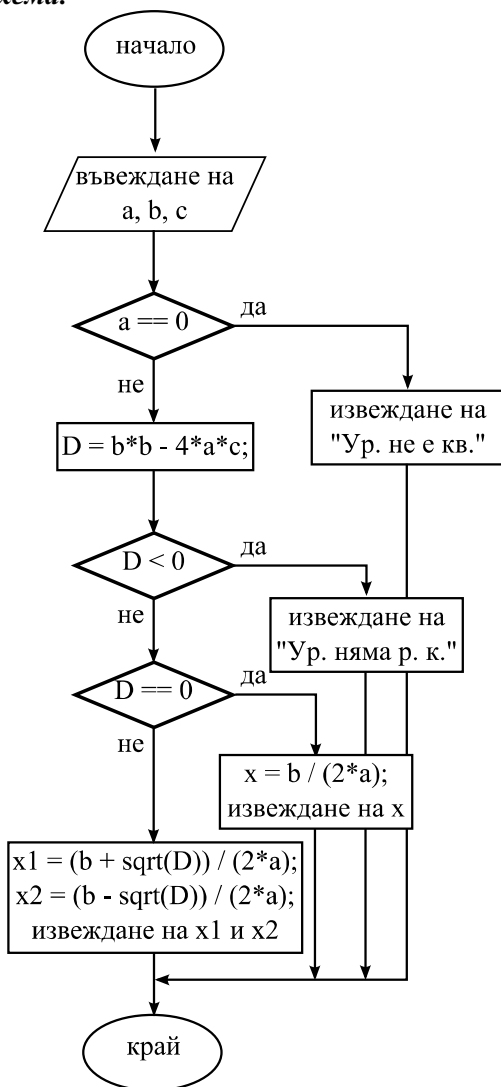 начало
въвеждане на
a, b, c
a == 0
да
не
извеждане на
"Ур. не е кв."
D = b*b - 4*a*c;
D < 0
да
не
извеждане на
"Ур. няма р. к."
D == 0
да
не
x = b / (2*a);
извеждане на x
x1 = (b + sqrt(D)) / (2*a);
x2 = (b - sqrt(D)) / (2*a);
извеждане на x1 и x2
край